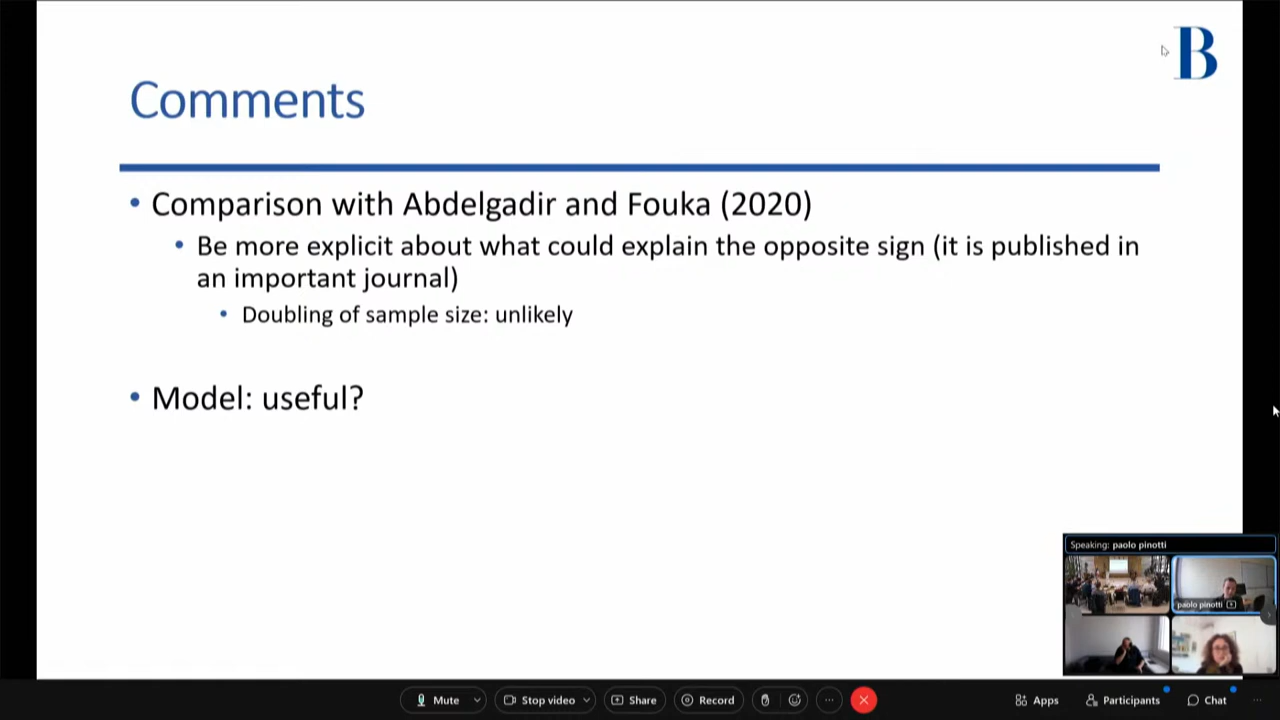 B
Comments
• Comparison with Abdelgadir and Fouka (2020)
• Be more explicit about what could explain the opposite sign (it is published in
an important journal)
• Doubling of sample size: unlikely
• Model: useful?
Speaking: paolo pinotti
paolo pinotti
Mute
Stop video
Share
Record
Apps
Participants
Chat